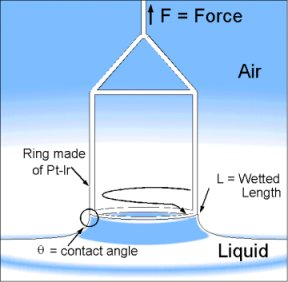 F = Force
Air
Ring made
of Pt-Ir
L = Wetted
Length
θ = contact angle
Liquid